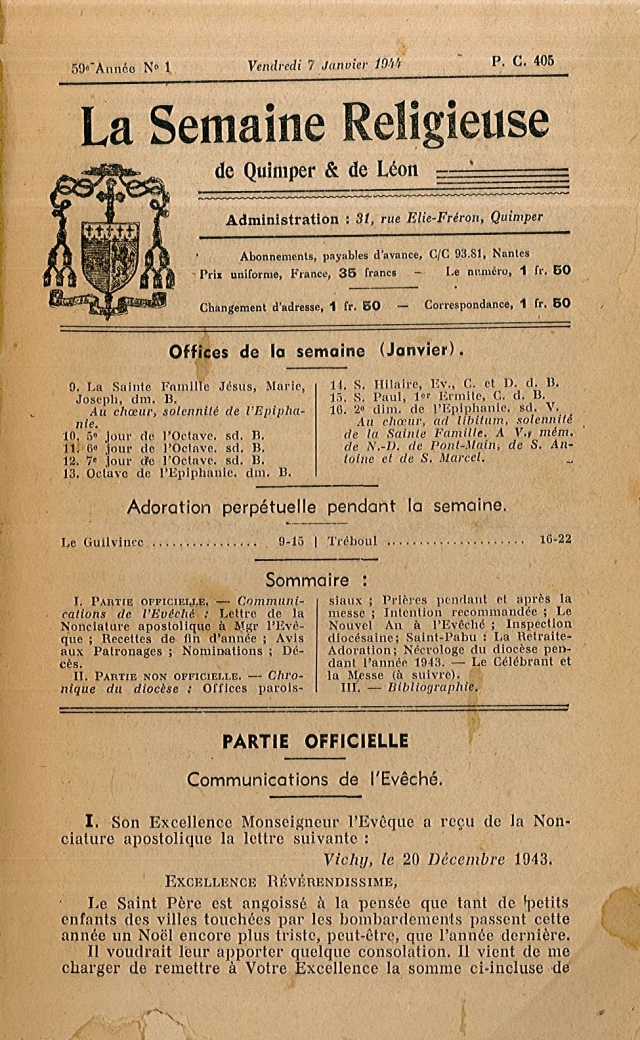 59e Année No 1
Vendredi 7 Janvier 1944
P. C. 405
La Semaine Religieuse
de Quimper & de Léon
Administration : 31, rue Elie-Fréron, Quimper
Abonnements, payables d'avance, C/C 93.81, Nantes
Prix uniforme, France, 35 francs — Le numéro, 1 fr. 50
Changement d'adresse, 1 fr. 50 — Correspondance, 1 fr. 50
Offices de la semaine (Janvier).
9. La Sainte Famille Jésus, Marie,
Joseph, dm. B.
Au chœur, solennité de l'Epipha-
nie.
10. 5e jour de l'Octave. sd. B.
11. 6e jour de l'Octave. sd. B.
12. 7e jour de l'Octave. sd. B.
13. Octave de l'Epiphanie. dm. B.
14. S. Hilaire, Ev., C. et D. d. B.
15. S. Paul, 1er Ermite, C. d. B.
16. 2e dim. de l'Epiphanie. sd. V.
Au chœur, ad libitum, solennité
de la Sainte Famille. A V., mém.
de N.-D. de Pont-Main, de S. An-
toine et de S. Marcel.
Adoration perpétuelle pendant la semaine.
Le Guilvinec ............... 9-15 | Tréboul .................... 16-22
Sommaire :
I. Partie officielle. — Communi-
cations de l'Evêché : Lettre de la
Nonciature apostolique à Mgr l'Evê-
que ; Recettes de fin d'année ; Avis
aux Patronages ; Nominations ; Dé-
cès.
II. Partie non officielle. — Chro-
nique du diocèse : Offices parois-
siaux ; Prières pendant et après la
messe ; Intention recommandée ; Le
Nouvel An à l'Evêché ; Inspection
diocésaine; Saint-Pabu : La Retraite-
Adoration; Nécrologe du diocèse pen-
dant l'année 1943. — Le Célébrant et
la Messe (à suivre).
III. — Bibliographie.
PARTIE OFFICIELLE
Communications de l'Evêché.
I. Son Excellence Monseigneur l'Evêque a reçu de la Non-
ciature apostolique la lettre suivante :
Vichy, le 20 Décembre 1943.
Excellence Révérendissime,
Le Saint Père est angoissé à la pensée que tant de petits
enfants des villes touchées par les bombardements passent cette
année un Noël encore plus triste, peut-être, que l'année dernière.
Il voudrait leur apporter quelque consolation. Il vient de me
charger de remettre à Votre Excellence la somme ci-incluse de